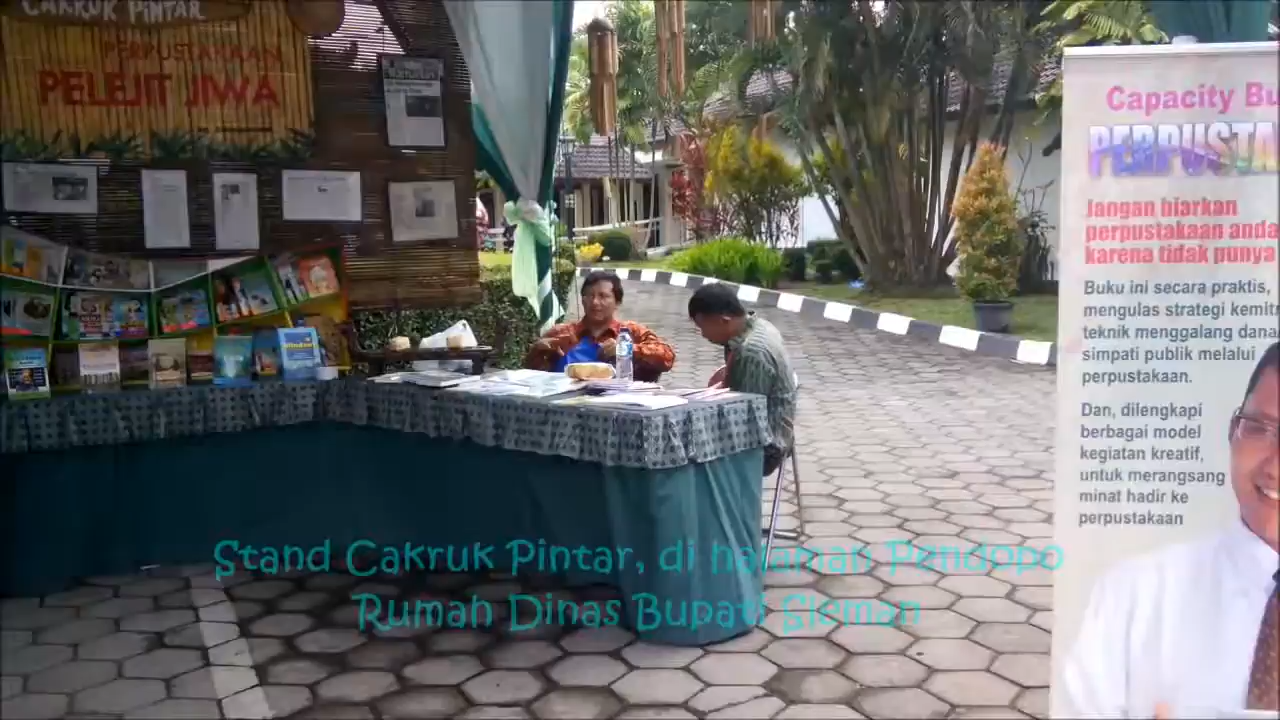 CAKRUK PINTAR
PERPUSTAKAAN
PELEJIT JIWA
Capacity Bu
PERPUSTA
Jangan biarkan
perpustakaan anda
karena tidak punya
Buku ini secara praktis,
mengulas strategi kemit
teknik menggalang dana
simpati publik melalui
perpustakaan.
Dan, dilengkapi
berbagai model
kegiatan kreatif,
untuk merangsang
minat hadir ke
perpustakaan
Stand Cakruk Pintar, di halaman Pendopo
Rumah Dinas Bupati Sleman